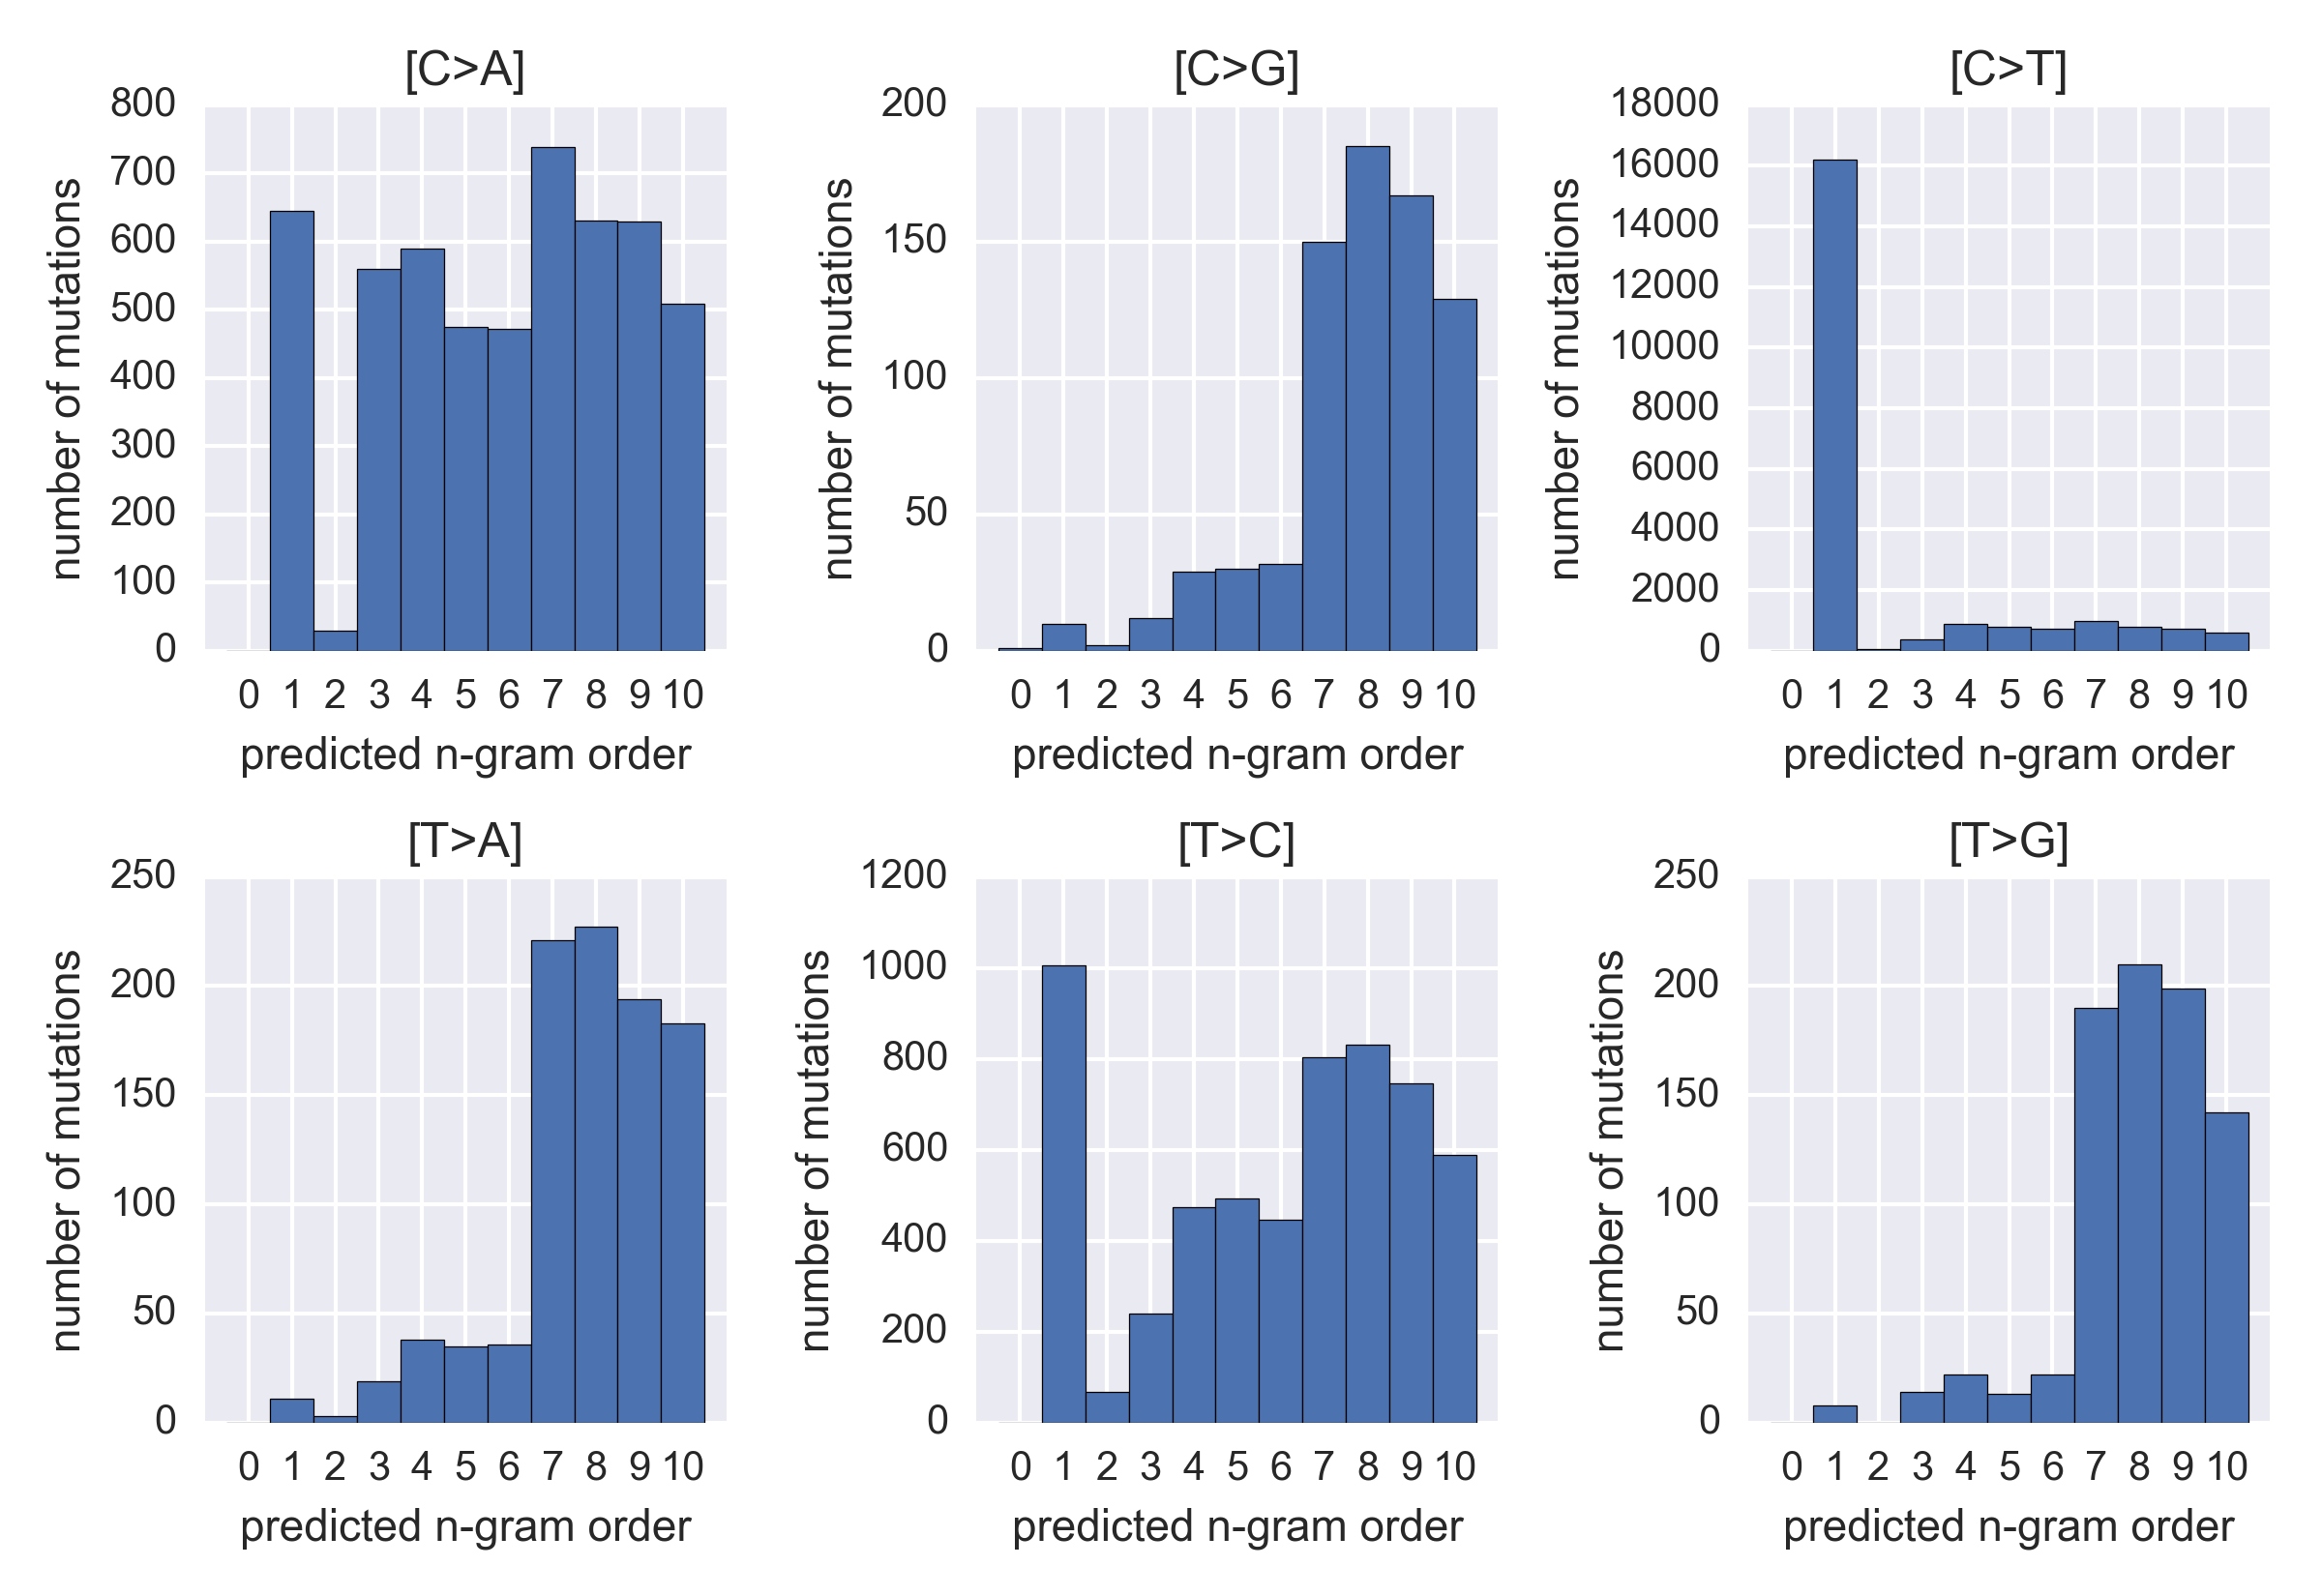 [C>A]
800
700
600
500
400
300
200
100
0
number of mutations
0 1 2 3 4 5 6 7 8 9 10
predicted n-gram order
[C>G]
200
150
100
50
0
number of mutations
0 1 2 3 4 5 6 7 8 9 10
predicted n-gram order
[C>T]
18000
16000
14000
12000
10000
8000
6000
4000
2000
0
number of mutations
0 1 2 3 4 5 6 7 8 9 10
predicted n-gram order
[T>A]
250
200
150
100
50
0
number of mutations
0 1 2 3 4 5 6 7 8 9 10
predicted n-gram order
[T>C]
1200
1000
800
600
400
200
0
number of mutations
0 1 2 3 4 5 6 7 8 9 10
predicted n-gram order
[T>G]
250
200
150
100
50
0
number of mutations
0 1 2 3 4 5 6 7 8 9 10
predicted n-gram order